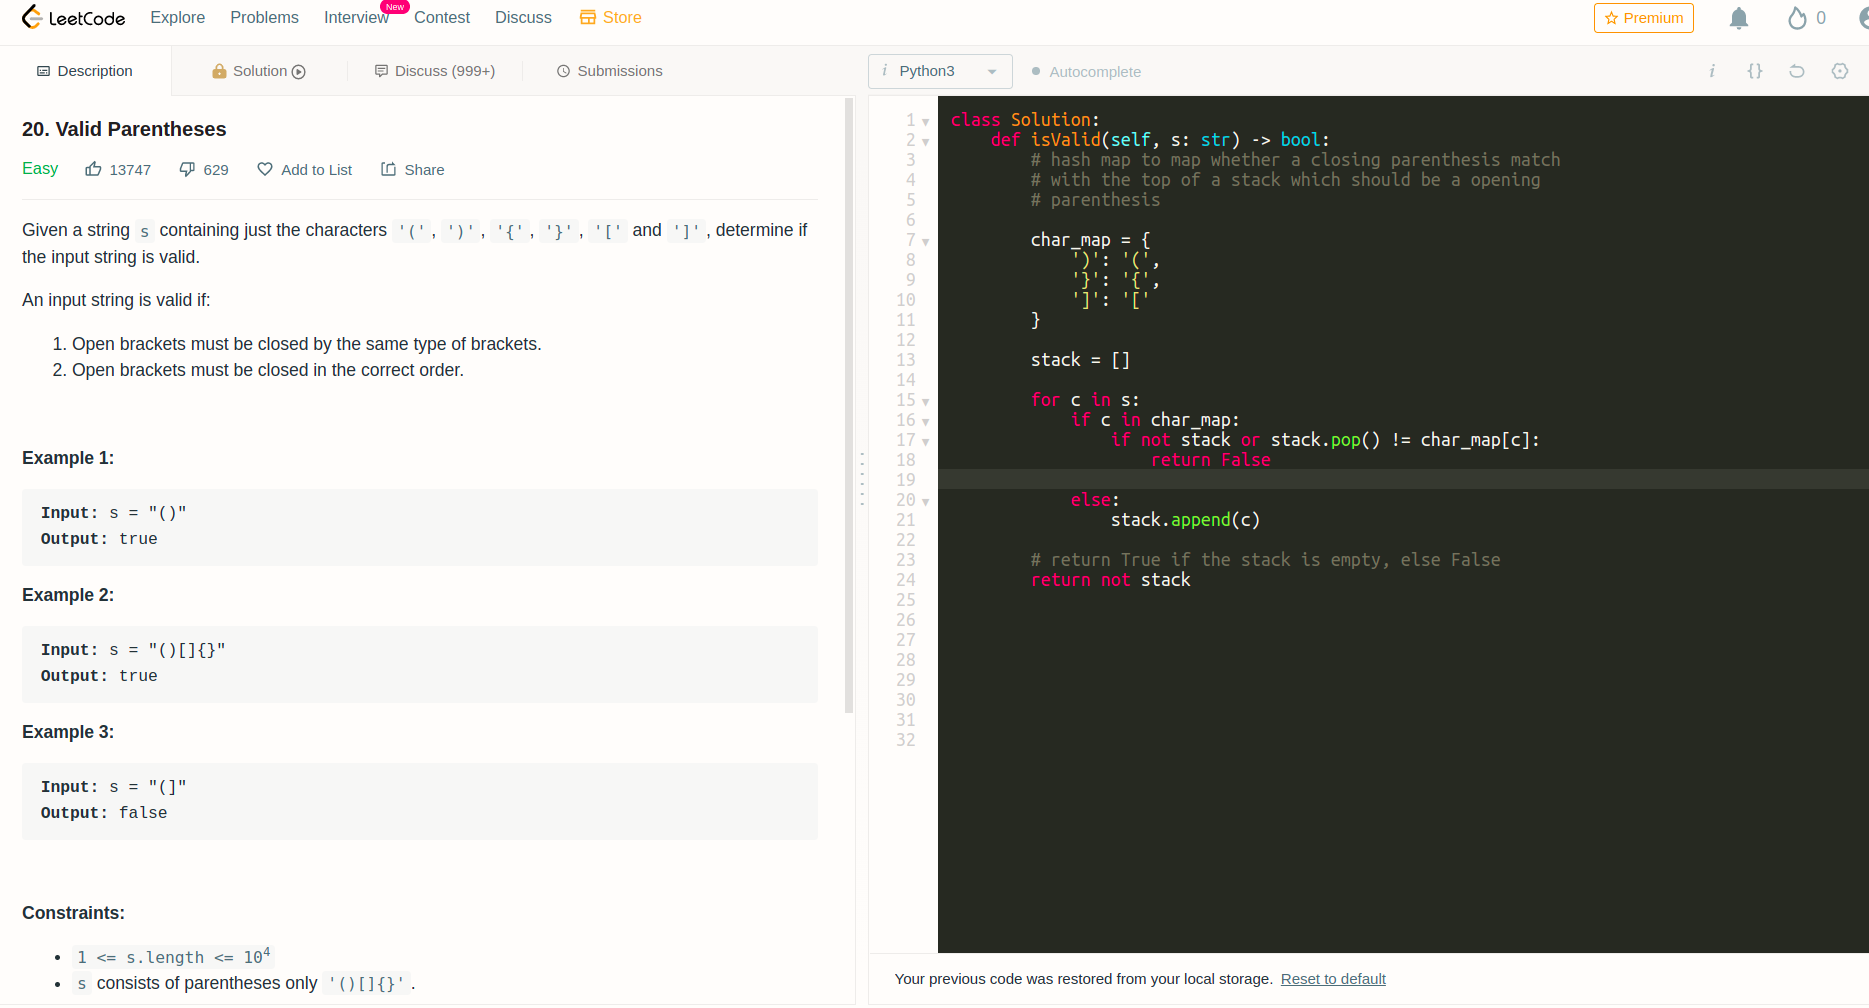 LeetCode Explore Problems Interview New Contest Discuss Store Premium 0
Description Solution Discuss (999+) Submissions
20. Valid Parentheses
Easy 13747 629 Add to List Share
Given a string s containing just the characters '(', ')', '{', '}', '[' and ']', determine if
the input string is valid.
An input string is valid if:
1. Open brackets must be closed by the same type of brackets.
2. Open brackets must be closed in the correct order.
Example 1:
Input: s = "()"
Output: true
Example 2:
Input: s = "()[]{}"
Output: true
Example 3:
Input: s = "(]"
Output: false
Constraints:
• 1 <= s.length <= 10⁴
• s consists of parentheses only '()[]{}'.
i Python3 Autocomplete i {}
1 class Solution:
2     def isValid(self, s: str) -> bool:
3         # hash map to map whether a closing parenthesis match
4         # with the top of a stack which should be a opening
5         # parenthesis
6
7         char_map = {
8             ')': '(',
9             '}': '{',
10             ']': '['
11         }
12
13         stack = []
14
15         for c in s:
16             if c in char_map:
17                 if not stack or stack.pop() != char_map[c]:
18                     return False
19
20             else:
21                 stack.append(c)
22
23         # return True if the stack is empty, else False
24         return not stack
25
26
27
28
29
30
31
32
Your previous code was restored from your local storage. Reset to default